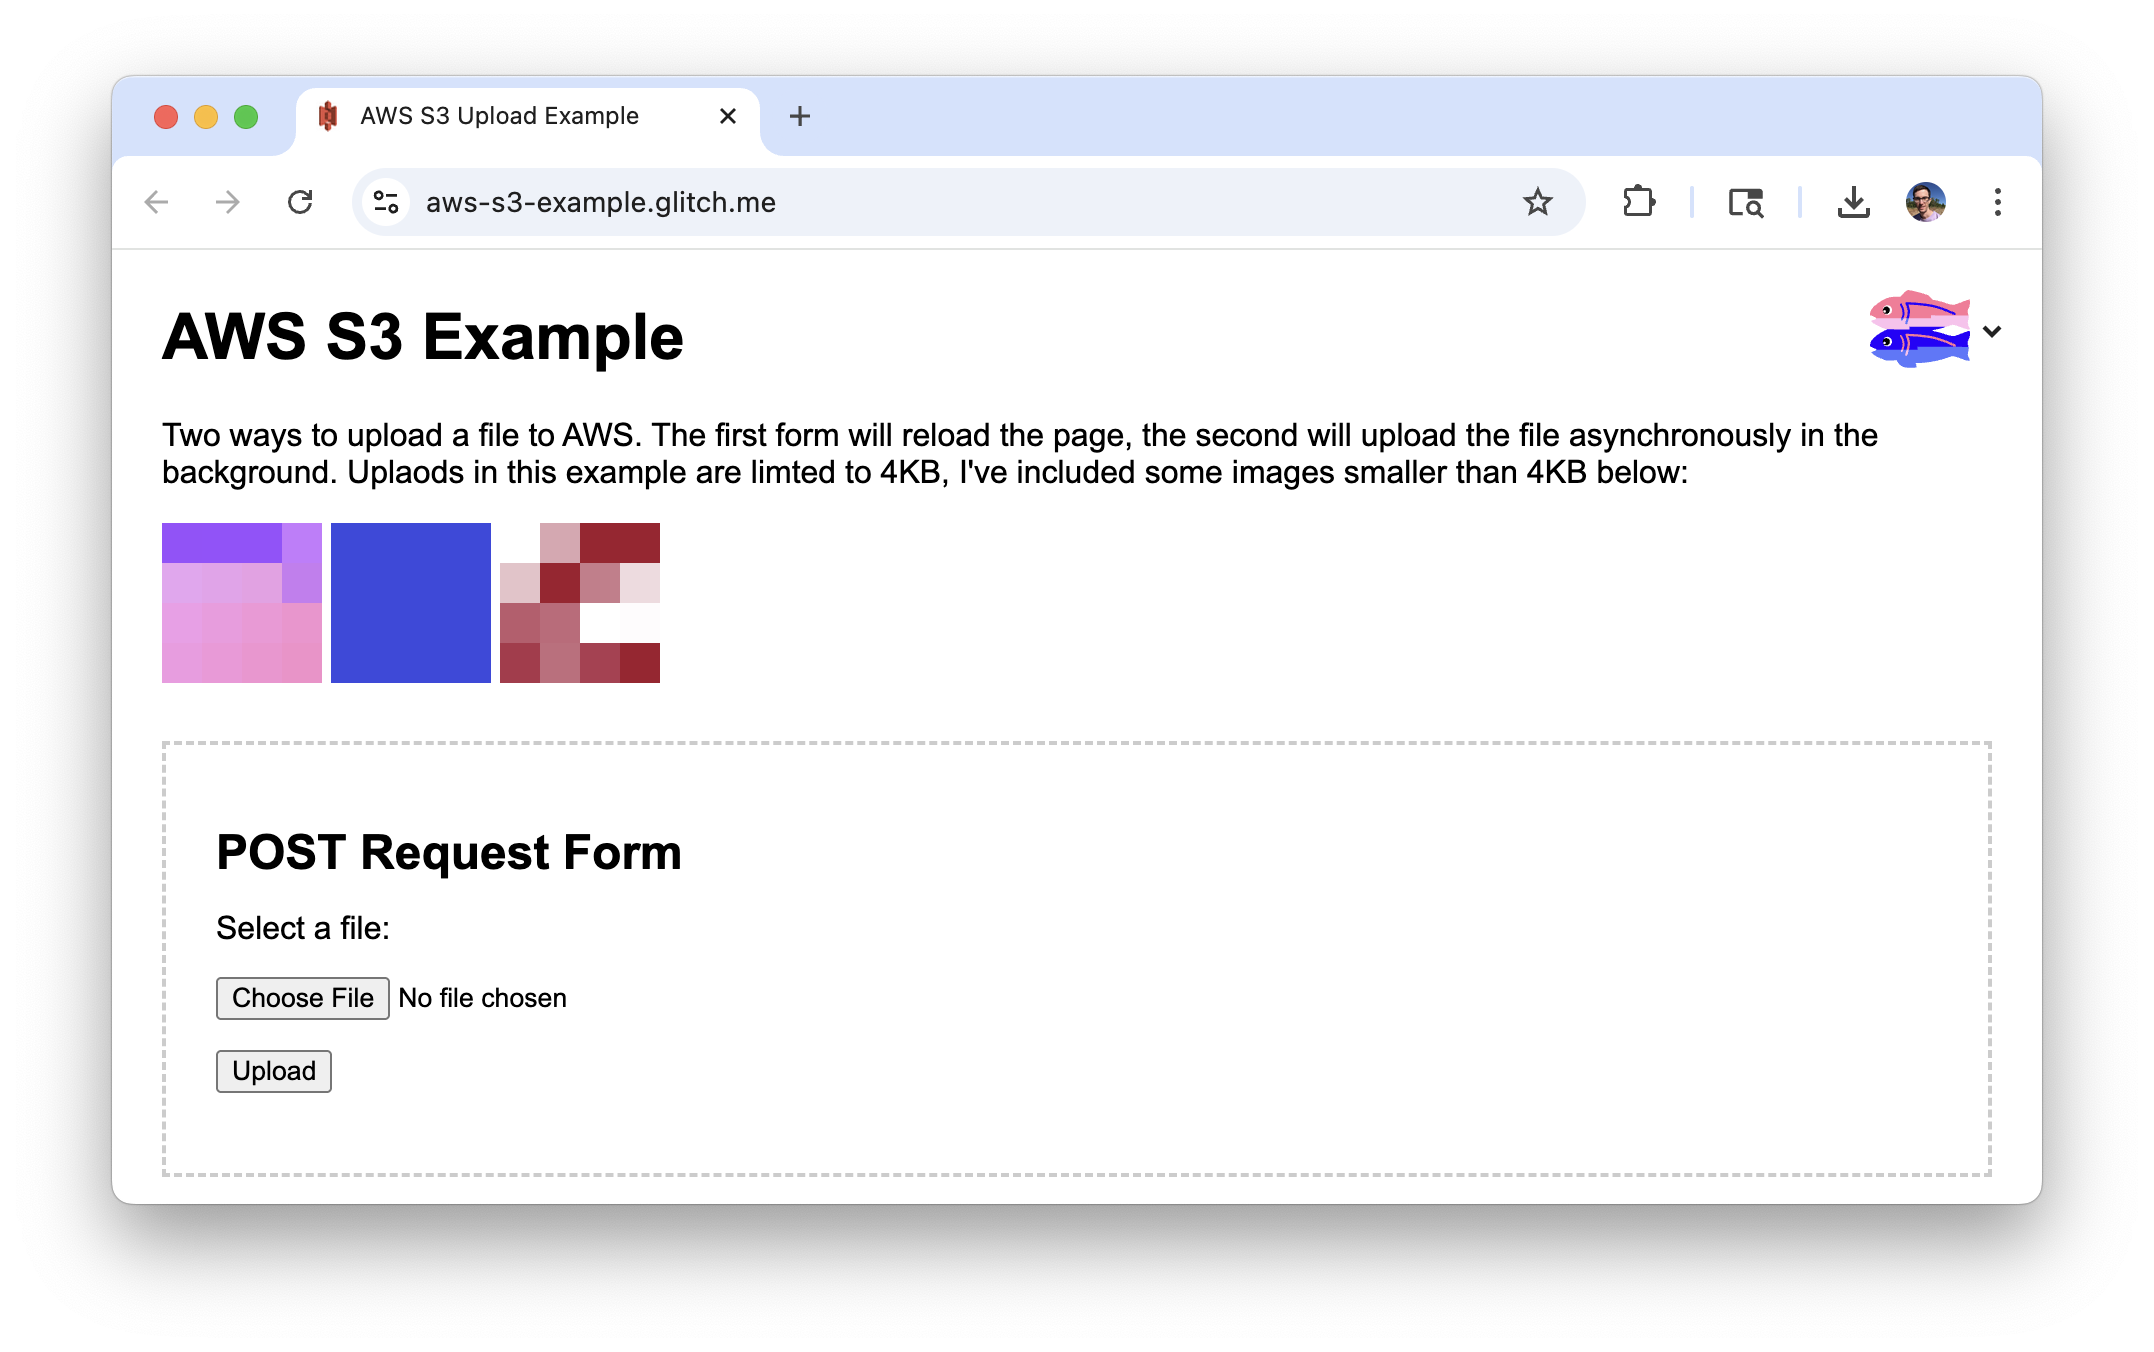 AWS S3 Upload Example
aws-s3-example.glitch.me
AWS S3 Example
Two ways to upload a file to AWS. The first form will reload the page, the second will upload the file asynchronously in the
background. Uplaods in this example are limted to 4KB, I've included some images smaller than 4KB below:
POST Request Form
Select a file:
Choose File No file chosen
Upload